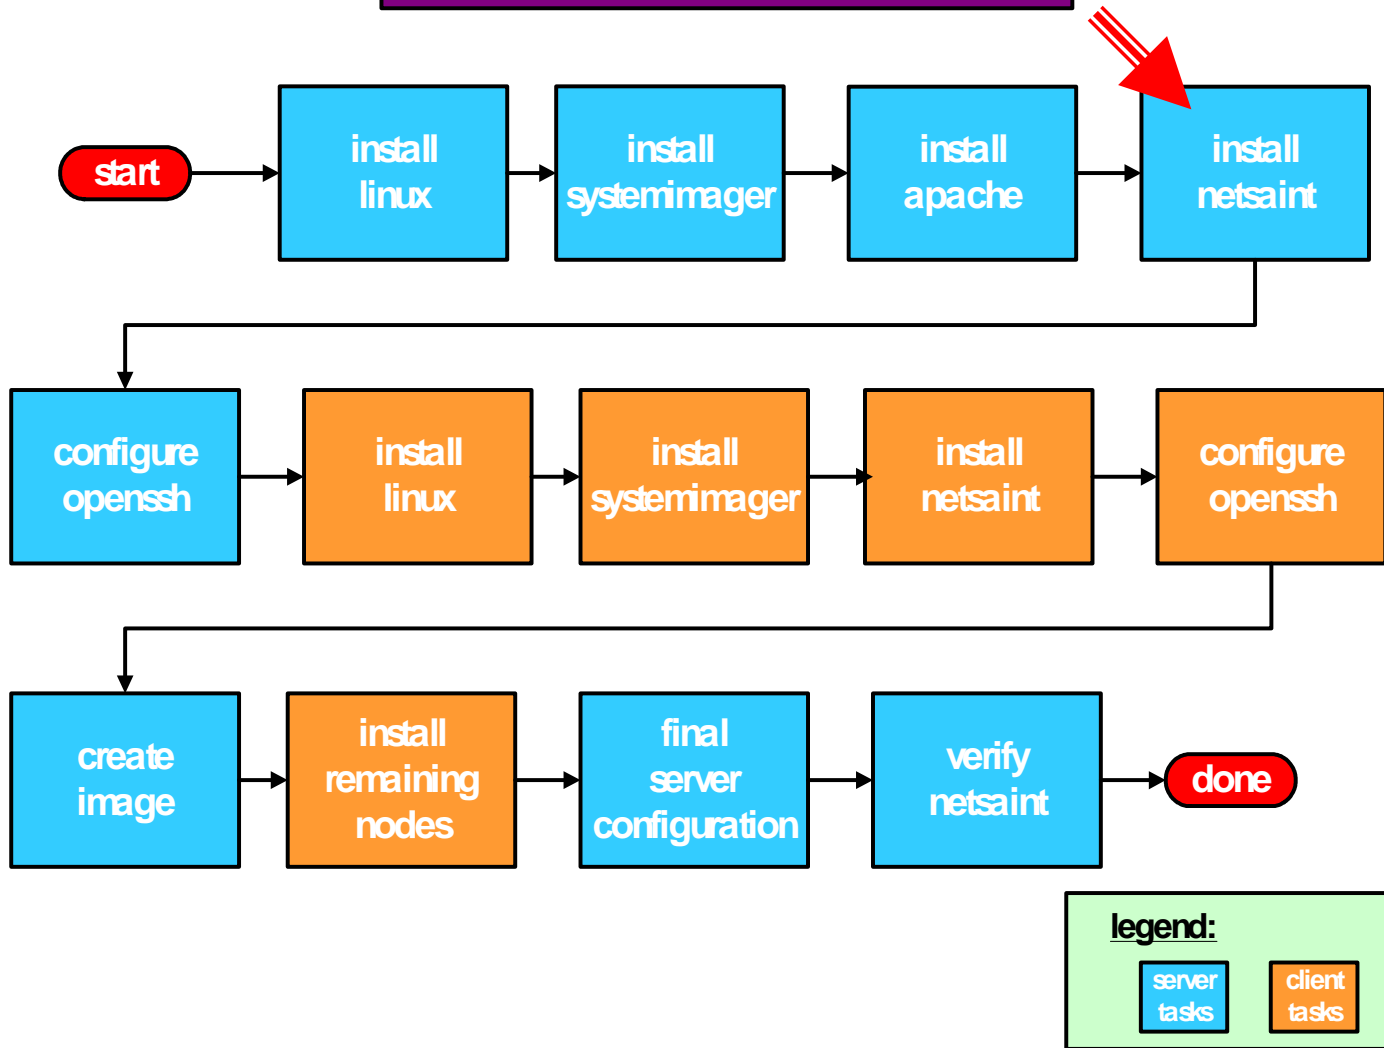 start
install
linux
install
systemimager
install
apache
install
netsaint
configure
openssh
install
linux
install
systemimager
install
netsaint
configure
openssh
create
image
install
remaining
nodes
final
server
configuration
verify
netsaint
done
legend:
server
tasks
client
tasks